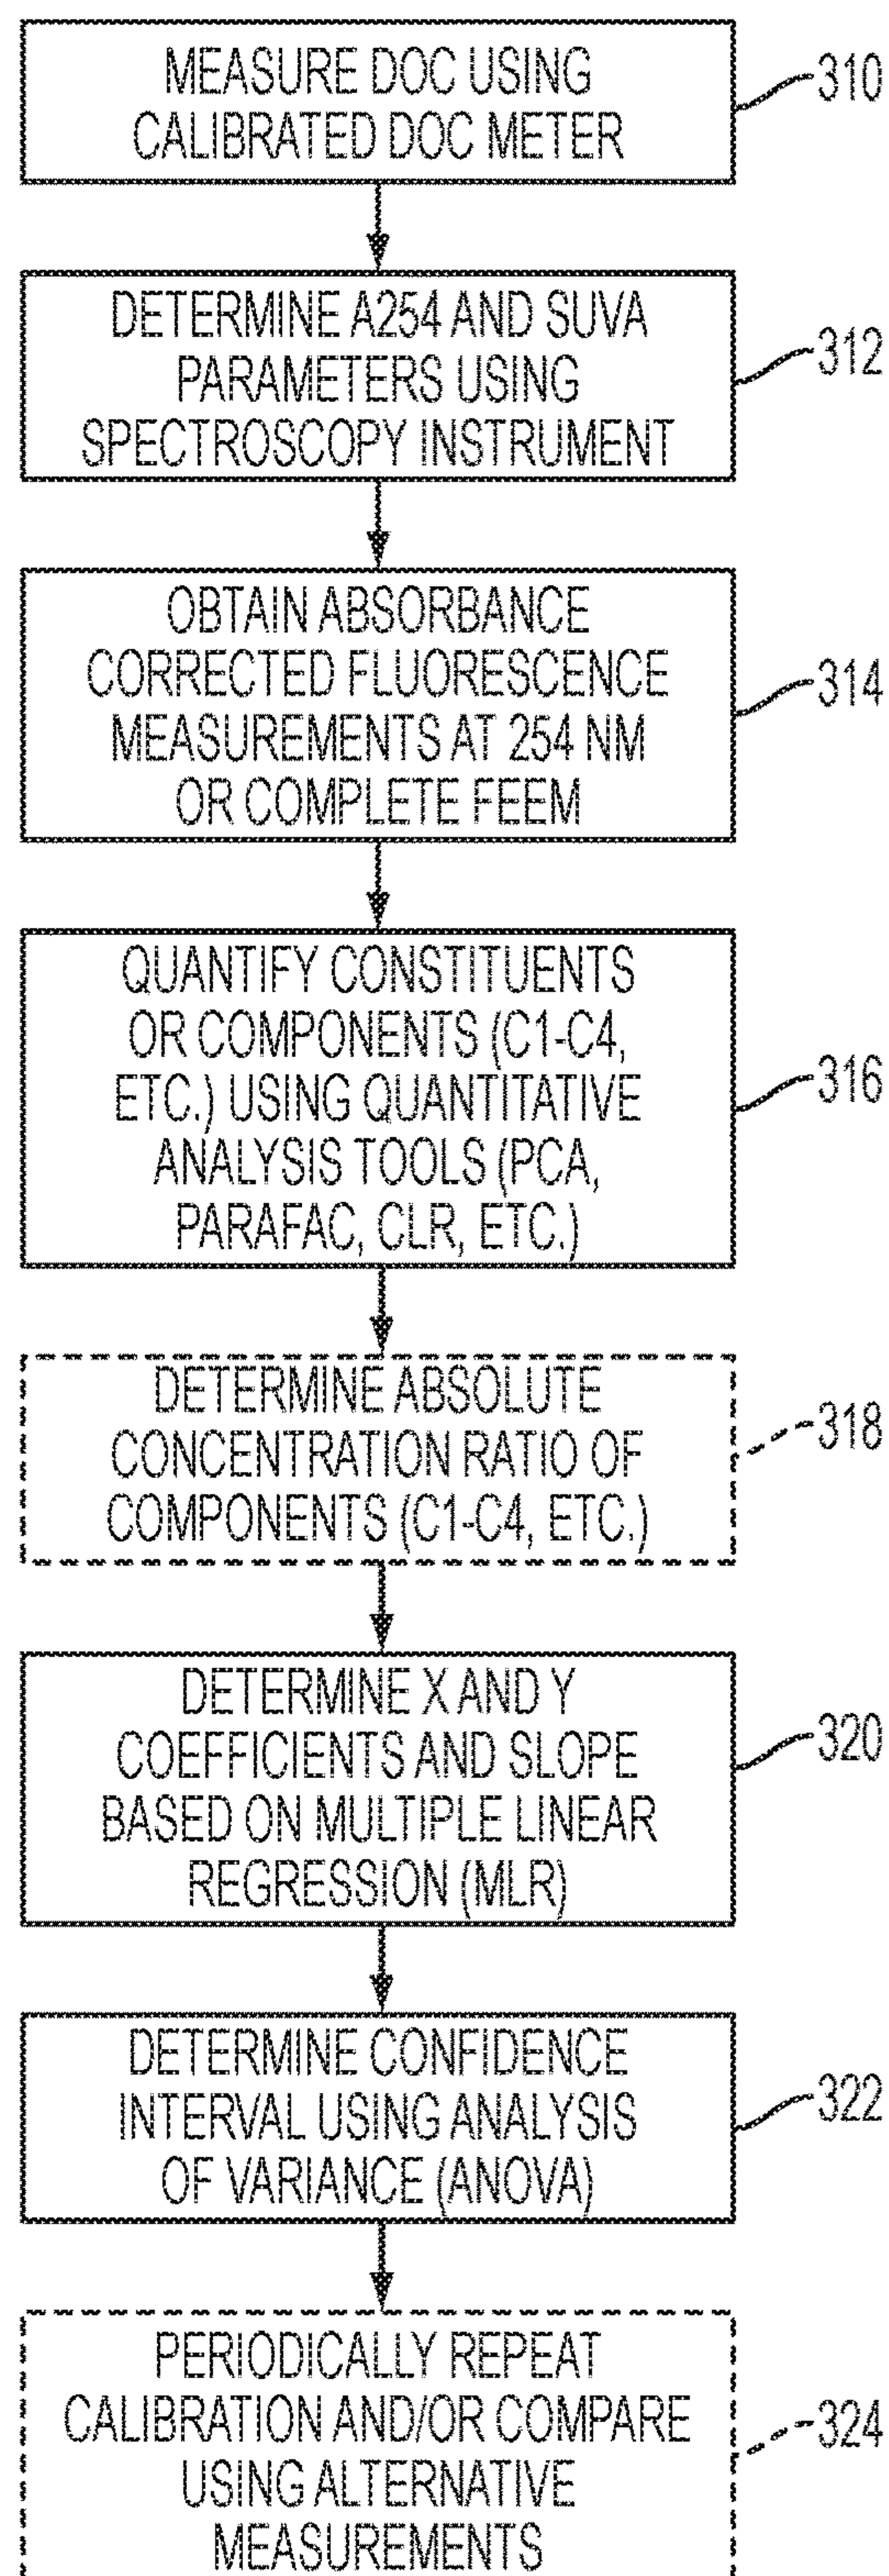 MEASURE DOC USING
CALIBRATED DOC METER
310
DETERMINE A254 AND SUVA
PARAMETERS USING
SPECTROSCOPY INSTRUMENT
312
OBTAIN ABSORBANCE
CORRECTED FLUORESCENCE
MEASUREMENTS AT 254 NM
OR COMPLETE FEEM
314
QUANTIFY CONSTITUENTS
OR COMPONENTS (C1-C4,
ETC.) USING QUANTITATIVE
ANALYSIS TOOLS (PCA,
PARAFAC, CLR, ETC.)
316
DETERMINE ABSOLUTE
CONCENTRATION RATIO OF
COMPONENTS (C1-C4, ETC.)
318
DETERMINE X AND Y
COEFFICIENTS AND SLOPE
BASED ON MULTIPLE LINEAR
REGRESSION (MLR)
320
DETERMINE CONFIDENCE
INTERVAL USING ANALYSIS
OF VARIANCE (ANOVA)
322
PERIODICALLY REPEAT
CALIBRATION AND/OR COMPARE
USING ALTERNATIVE
MEASUREMENTS
324